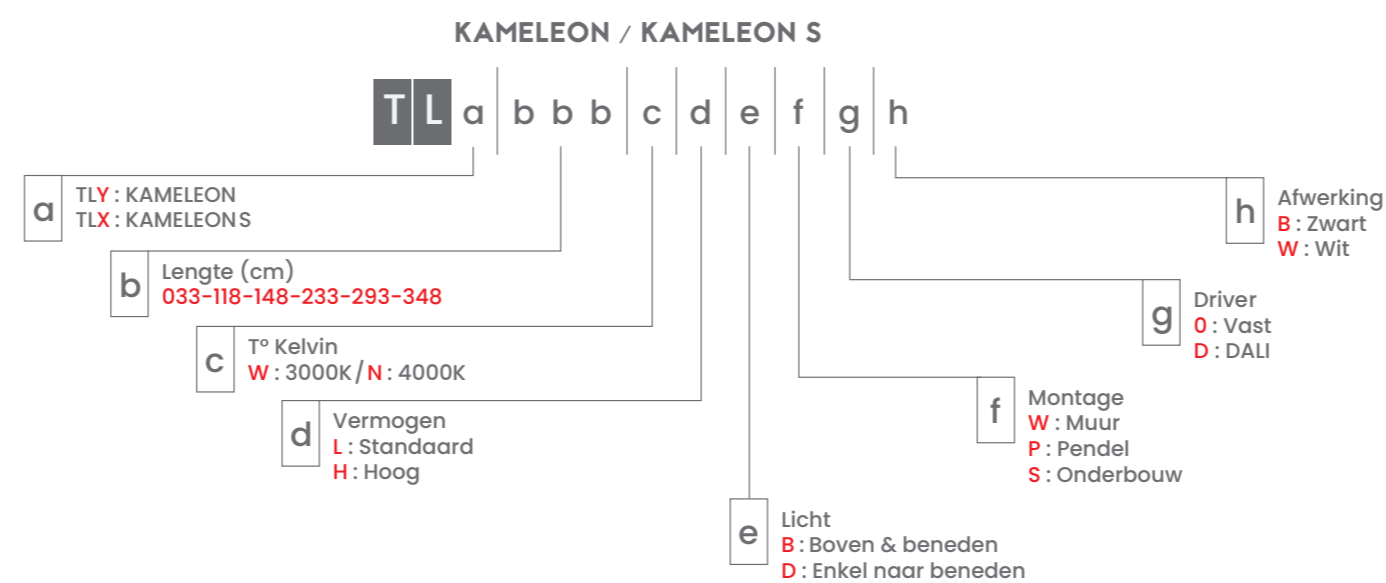 KAMELEON / KAMELEON S
T L a b b b c d e f g h
a
TLY : KAMELEON
TLX : KAMELEON S
b
Lengte (cm)
033-118-148-233-293-348
c
T° Kelvin
W : 3000K / N : 4000K
d
Vermogen
L : Standaard
H : Hoog
e
Licht
B : Boven & beneden
D : Enkel naar beneden
f
Montage
W : Muur
P : Pendel
S : Onderbouw
g
Driver
0 : Vast
D : DALI
h
Afwerking
B : Zwart
W : Wit